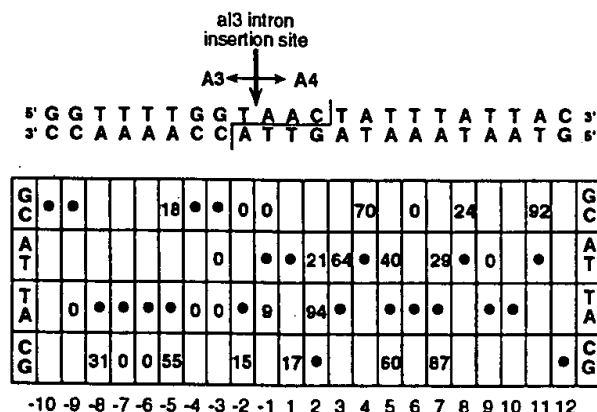 aI3 intron
insertion site
A3 A4
5' G G T T T T G G T A A C T A T T T A T T A C 3'
3' C C A A A A C C A T T G A T A A A T A A T G 5'
G C ● ● 18 ● ● 0 0 70 0 24 92 G C
A T 0 ● ● 21 64 ● 40 29 ● 0 ● A T
T A 0 ● ● ● ● 0 0 ● 9 94 ● ● ● ● ● ● T A
C G 31 0 0 55 15 17 ● 60 87 ● C G
-10 -9 -8 -7 -6 -5 -4 -3 -2 -1 1 2 3 4 5 6 7 8 9 10 11 12